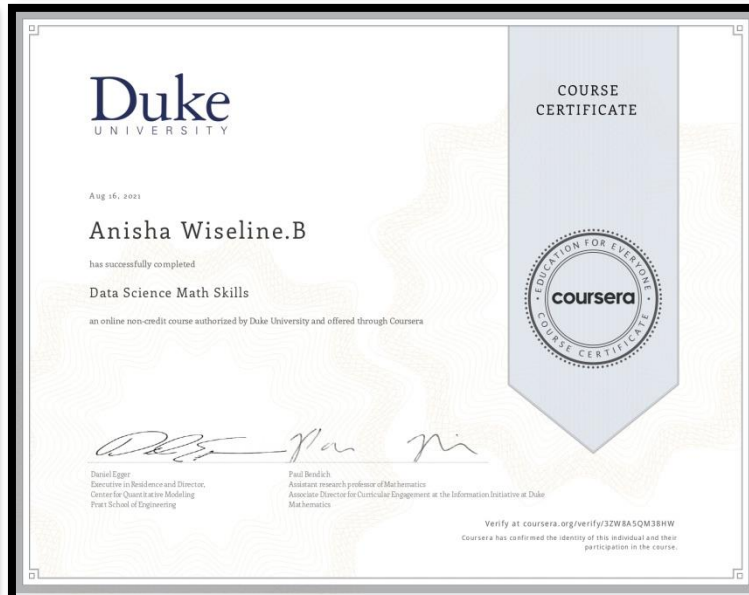 Duke
UNIVERSITY
Aug 16, 2021
Anisha Wiseline.B
has successfully completed
Data Science Math Skills
an online non-credit course authorized by Duke University and offered through Coursera
COURSE
CERTIFICATE
EDUCATION FOR EVERYONE
coursera
COURSE CERTIFICATE
Daniel Egger
Executive in Residence and Director,
Center for Quantitative Modeling
Pratt School of Engineering
Paul Bendich
Assistant research professor of Mathematics
Associate Director for Curricular Engagement at the Information Initiative at Duke
Mathematics
Verify at coursera.org/verify/3ZW8A5QM38HW
Coursera has confirmed the identity of this individual and their
participation in the course.